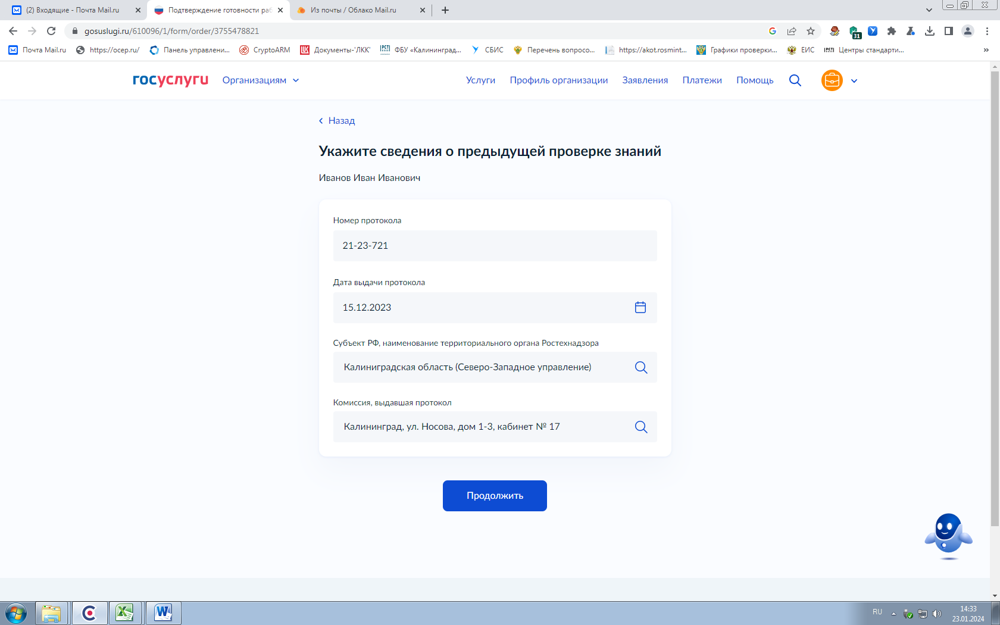 (2) Входящие - Почта Mail.ru
Подтверждение готовности раб
Из почты / Облако Mail.ru
gosuslugi.ru/610096/1/form/order/3755478821
31
Почта Mail.ru
https://ocep.ru/
Панель управлени...
CryptoARM
Документы-'ЛКК'
ФБУ «Калининград...
СБИС
Перечень вопросо...
https://akot.rosmint...
Графики проверки...
ЕИС
Центры стандарти...
госуслуги
Организациям
Услуги
Профиль организации
Заявления
Платежи
Помощь
Назад
Укажите сведения о предыдущей проверке знаний
Иванов Иван Иванович
Номер протокола
21-23-721
Дата выдачи протокола
15.12.2023
Субъект РФ, наименование территориального органа Ростехнадзора
Калиниградская область (Северо-Западное управление)
Комиссия, выдавшая протокол
Калининград, ул. Носова, дом 1-3, кабинет № 17
Продолжить
RU
14:33
23.01.2024